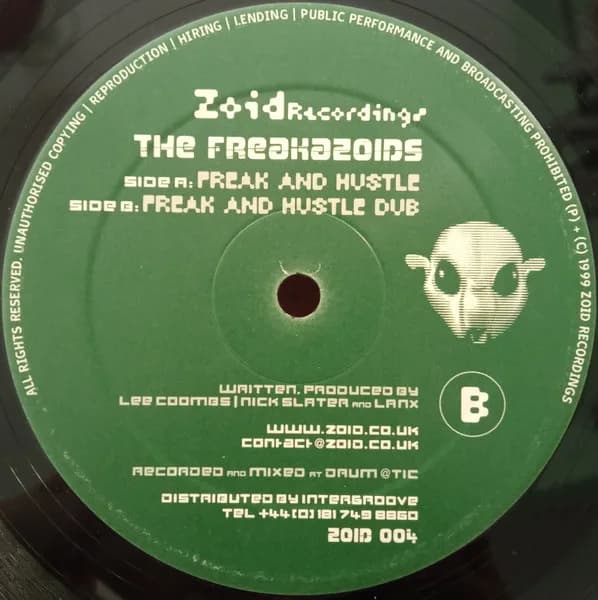 ALL RIGHTS RESERVED. UNAUTHORISED COPYING | REPRODUCTION | HIRING | LENDING | PUBLIC PERFORMANCE AND BROADCASTING PROHIBITED (P) + (C) 1999 ZOID RECORDINGS
Zoid Recordings
THE FREAKAZOIDS
SIDE A: FREAK AND HUSTLE
SIDE B: FREAK AND HUSTLE DUB
B
WRITTEN, PRODUCED BY
LEE COOMBS | NICK SLATER AND LANX
WWW.ZOID.CO.UK
CONTACT@ZOID.CO.UK
RECORDED AND MIXED AT DRUM@TIC
DISTRIBUTED BY INTERGROOVE
TEL +44 (0) 181 749 8860
ZOID 004